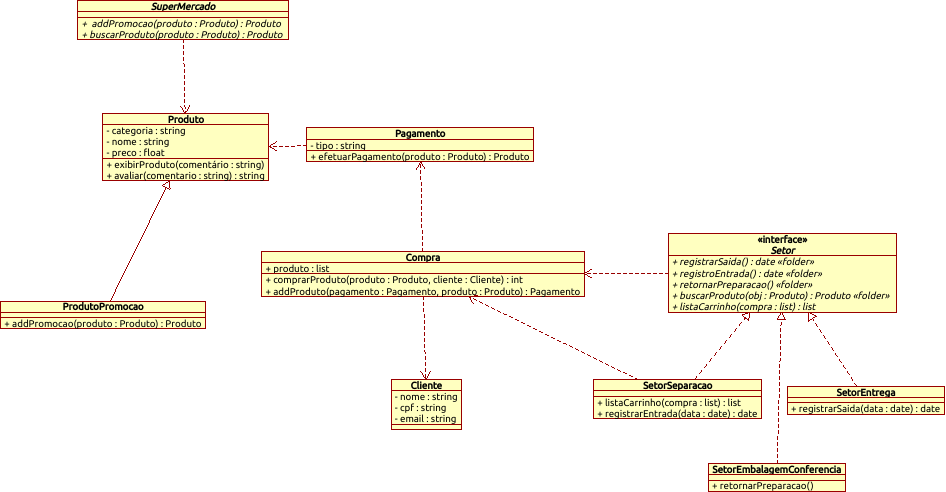 SuperMercado
+ addPromocao(produto : Produto) : Produto
+ buscarProduto(produto : Produto) : Produto
Produto
- categoria : string
- nome : string
- preco : float
+ exibirProduto(comentário : string)
+ avaliar(comentario : string) : string
Pagamento
- tipo : string
+ efetuarPagamento(produto : Produto) : Produto
Compra
+ produto : list
+ comprarProduto(produto : Produto, cliente : Cliente) : int
+ addProduto(pagamento : Pagamento, produto : Produto) : Pagamento
«interface»
Setor
+ registrarSaida() : date «folder»
+ registroEntrada() : date «folder»
+ retornarPreparacao() «folder»
+ buscarProduto(obj : Produto) : Produto «folder»
+ listaCarrinho(compra : list) : list
ProdutoPromocao
+ addPromocao(produto : Produto) : Produto
Cliente
- nome : string
- cpf : string
- email : string
SetorSeparacao
+ listaCarrinho(compra : list) : list
+ registrarEntrada(data : date) : date
SetorEntrega
+ registrarSaida(data : date) : date
SetorEmbalagemConferencia
+ retornarPreparacao()